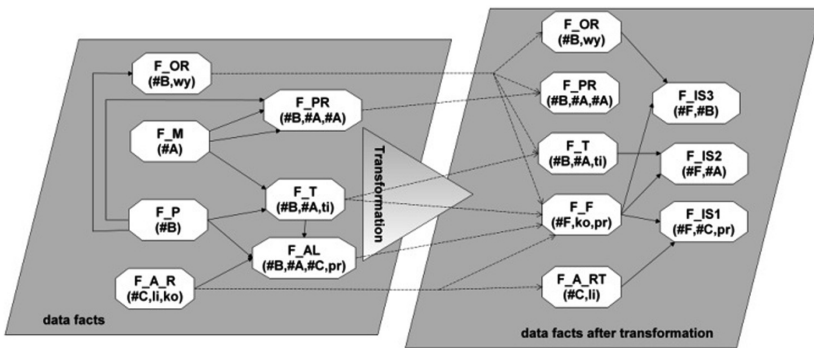 F_OR
(#B,wy)
F_PR
(#B,#A,#A)
F_M
(#A)
F_T
(#B,#A,ti)
F_P
(#B)
F_AL
(#B,#A,#C,pr)
F_A_R
(#C,li,ko)
data facts
Transformation
F_OR
(#B,wy)
F_PR
(#B,#A,#A)
F_IS3
(#F,#B)
F_T
(#B,#A,ti)
F_IS2
(#F,#A)
F_F
(#F,ko,pr)
F_IS1
(#F,#C,pr)
F_A_RT
(#C,li)
data facts after transformation